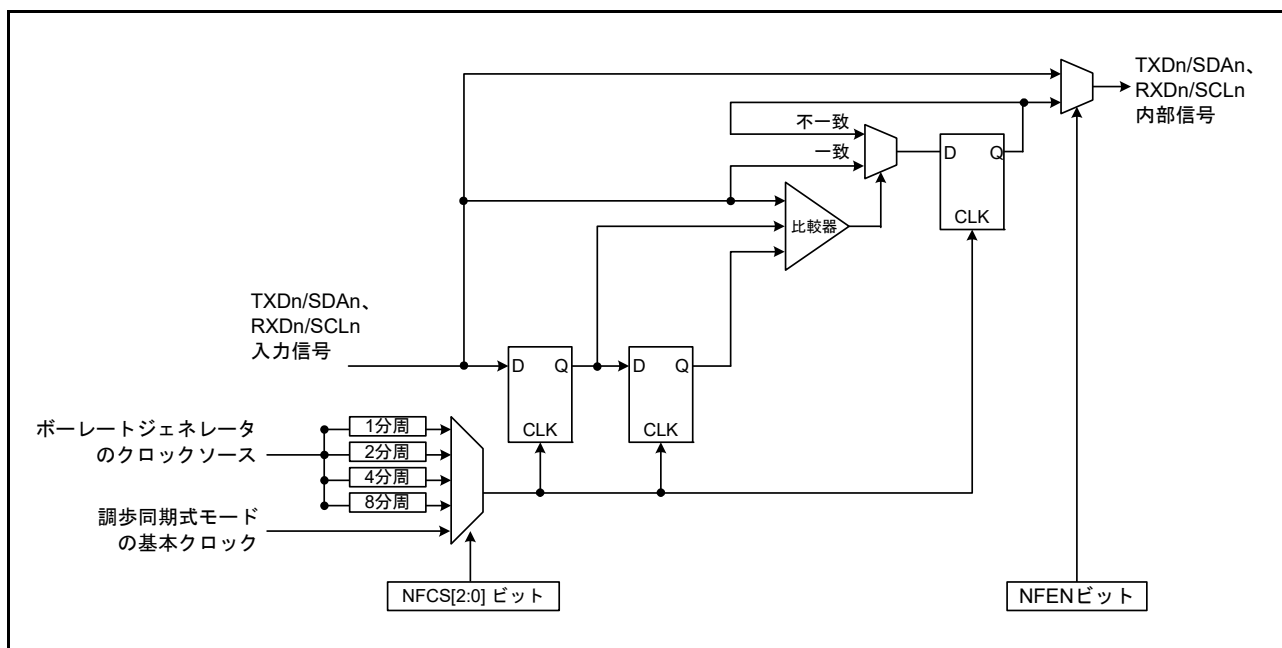 TXDn/SDAn、
RXDn/SCLn
内部信号
不一致
一致
D
Q
CLK
比較器
TXDn/SDAn、
RXDn/SCLn
入力信号
D
Q
CLK
D
Q
CLK
ボーレートジェネレータ
のクロックソース
1分周
2分周
4分周
8分周
調歩同期式モード
の基本クロック
NFCS[2:0] ビット
NFENビット